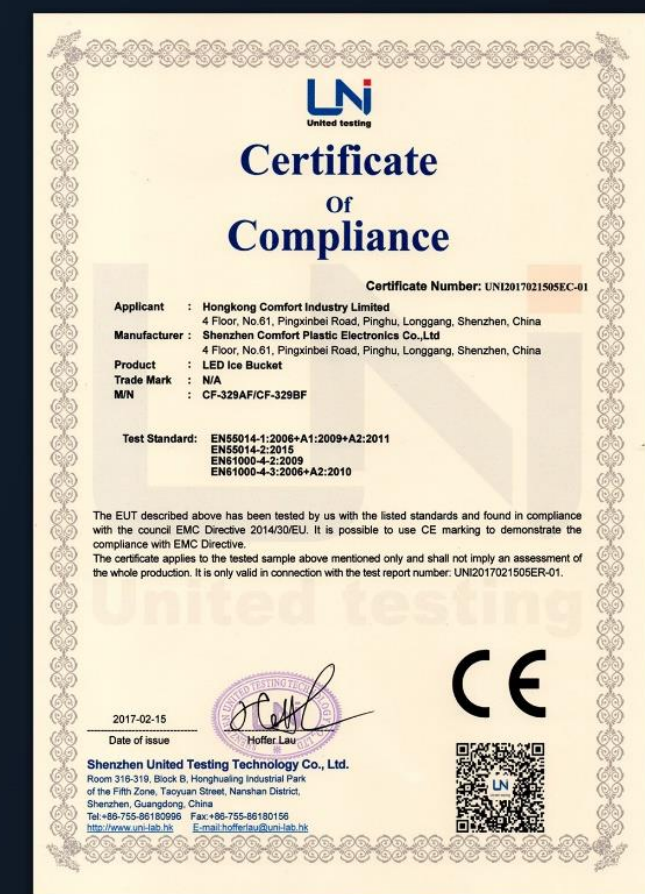 UNi
United testing
Certificate
Of
Compliance
Certificate Number: UNI2017021505EC-01
Applicant : Hongkong Comfort Industry Limited
4 Floor, No.61, Pingxinbei Road, Pinghu, Longgang, Shenzhen, China
Manufacturer : Shenzhen Comfort Plastic Electronics Co.,Ltd
4 Floor, No.61, Pingxinbei Road, Pinghu, Longgang, Shenzhen, China
Product : LED Ice Bucket
Trade Mark : N/A
M/N : CF-329AF/CF-329BF
Test Standard: EN55014-1:2006+A1:2009+A2:2011
EN55014-2:2015
EN61000-4-2:2009
EN61000-4-3:2006+A2:2010
The EUT described above has been tested by us with the listed standards and found in compliance
with the council EMC Directive 2014/30/EU. It is possible to use CE marking to demonstrate the
compliance with EMC Directive.
The certificate applies to the tested sample above mentioned only and shall not imply an assessment of
the whole production. It is only valid in connection with the test report number: UNI2017021505ER-01.
United testing
CE
2017-02-15
Date of issue
Hoffer Lau
Shenzhen United Testing Technology Co., Ltd.
Room 316-319, Block B, Honghualing Industrial Park
of the Fifth Zone, Taoyuan Street, Nanshan District,
Shenzhen, Guangdong, China
Tel:+86-755-86180996 Fax:+86-755-86180156
http://www.uni-lab.hk E-mail:hofferlau@uni-lab.hk